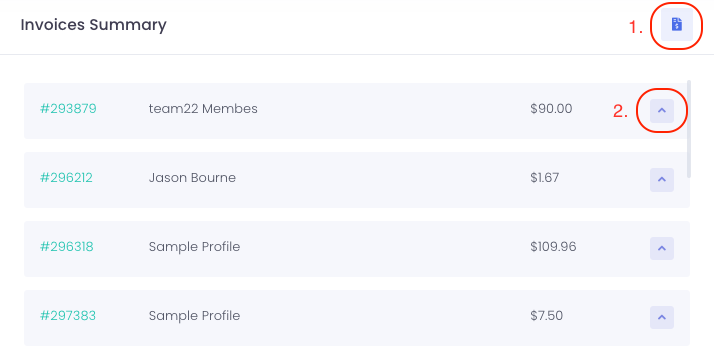 Invoices Summary 1.
#293879 team22 Membes $90.00 2.
#296212 Jason Bourne $1.67
#296318 Sample Profile $109.96
#297383 Sample Profile $7.50